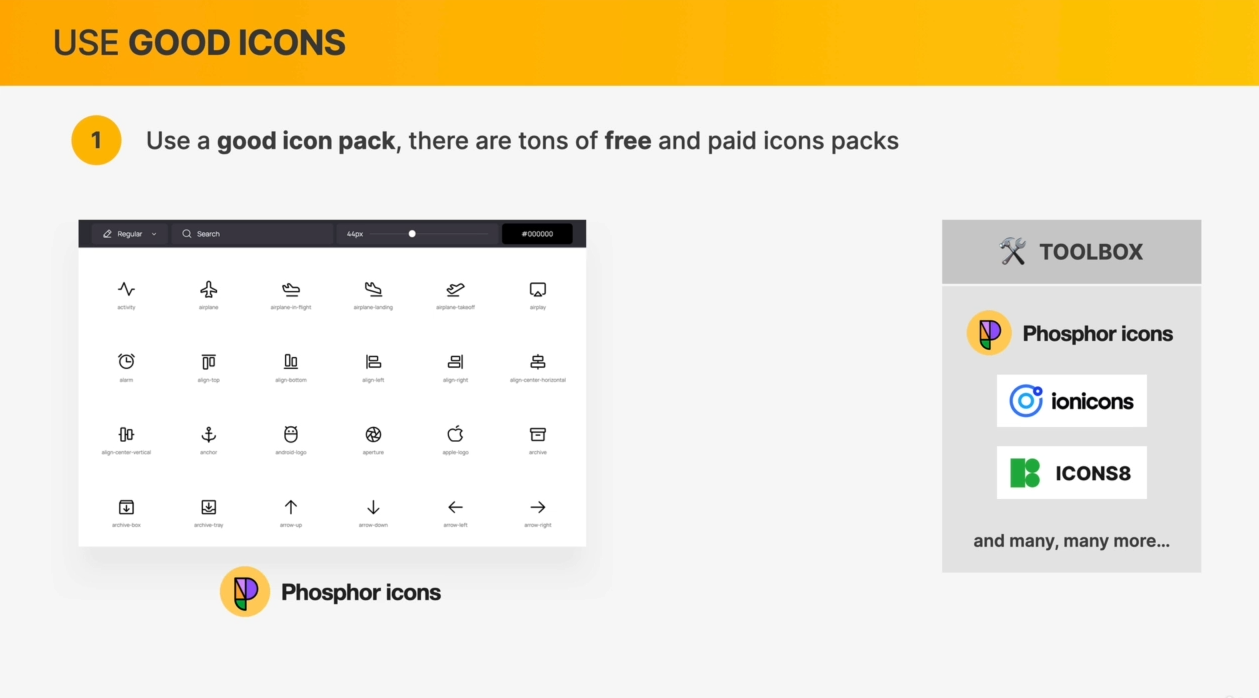 USE GOOD ICONS
1
Use a good icon pack, there are tons of free and paid icons packs
Regular
Search
44px
#000000
activity
airplane
airplane-in-flight
airplane-landing
airplane-takeoff
airplay
alarm
align-top
align-bottom
align-left
align-right
align-center-horizontal
align-center-vertical
anchor
android-logo
aperture
apple-logo
archive
archive-box
archive-tray
arrow-up
arrow-down
arrow-left
arrow-right
Phosphor icons
TOOLBOX
Phosphor icons
ionicons
ICONS8
and many, many more...